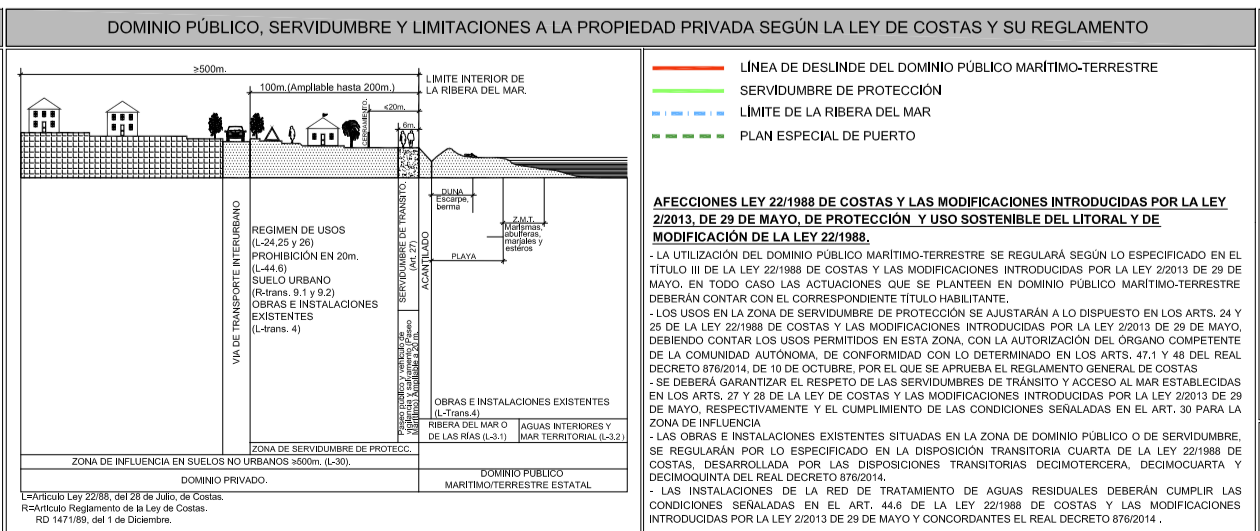 DOMINIO PÚBLICO, SERVIDUMBRE Y LIMITACIONES A LA PROPIEDAD PRIVADA SEGÚN LA LEY DE COSTAS Y SU REGLAMENTO
≥500m.
100m.(Ampliable hasta 200m.)
LIMITE INTERIOR DE
LA RIBERA DEL MAR.
<20m.
CERRAMIENTO.
6m.
VIA DE TRANSPORTE INTERURBANO
REGIMEN DE USOS
(L-24,25 y 26)
PROHIBICIÓN EN 20m.
(L-44.6)
SUELO URBANO
(R-trans. 9.1 y 9.2)
OBRAS E INSTALACIONES
EXISTENTES
(L-trans. 4)
SERVIDUMBRE DE TRANSITO.
(Art. 27)
Paseo público y vehículo de
vigilancia y salvamento (Paseo
Marítimo) Ampliable a 20 m.
ACANTILADO
DUNA
Escarpe,
berma
Z.M.T.
Marismas,
abulferas,
marjales y
esteros
PLAYA
OBRAS E INSTALACIONES EXISTENTES
(L-Trans.4)
RIBERA DEL MAR O
DE LAS RÍAS (L-3.1)
AGUAS INTERIORES Y
MAR TERRITORIAL (L-3.2 )
ZONA DE SERVIDUMBRE DE PROTECC.
ZONA DE INFLUENCIA EN SUELOS NO URBANOS ≥500m. (L-30).
DOMINIO PRIVADO.
DOMINIO PUBLICO
MARITIMO/TERRESTRE ESTATAL
L=Artículo Ley 22/88, del 28 de Julio, de Costas.
R=Artículo Reglamento de la Ley de Costas.
RD 1471/89, del 1 de Diciembre.
LÍNEA DE DESLINDE DEL DOMINIO PÚBLICO MARÍTIMO-TERRESTRE
SERVIDUMBRE DE PROTECCIÓN
LÍMITE DE LA RIBERA DEL MAR
PLAN ESPECIAL DE PUERTO
AFECCIONES LEY 22/1988 DE COSTAS Y LAS MODIFICACIONES INTRODUCIDAS POR LA LEY
2/2013, DE 29 DE MAYO, DE PROTECCIÓN Y USO SOSTENIBLE DEL LITORAL Y DE
MODIFICACIÓN DE LA LEY 22/1988.
- LA UTILIZACIÓN DEL DOMINIO PÚBLICO MARÍTIMO-TERRESTRE SE REGULARÁ SEGÚN LO ESPECIFICADO EN EL
TÍTULO III DE LA LEY 22/1988 DE COSTAS Y LAS MODIFICACIONES INTRODUCIDAS POR LA LEY 2/2013 DE 29 DE
MAYO. EN TODO CASO LAS ACTUACIONES QUE SE PLANTEEN EN DOMINIO PÚBLICO MARÍTIMO-TERRESTRE
DEBERÁN CONTAR CON EL CORRESPONDIENTE TÍTULO HABILITANTE.
- LOS USOS EN LA ZONA DE SERVIDUMBRE DE PROTECCIÓN SE AJUSTARÁN A LO DISPUESTO EN LOS ARTS. 24 Y
25 DE LA LEY 22/1988 DE COSTAS Y LAS MODIFICACIONES INTRODUCIDAS POR LA LEY 2/2013 DE 29 DE MAYO,
DEBIENDO CONTAR LOS USOS PERMITIDOS EN ESTA ZONA, CON LA AUTORIZACIÓN DEL ÓRGANO COMPETENTE
DE LA COMUNIDAD AUTÓNOMA, DE CONFORMIDAD CON LO DETERMINADO EN LOS ARTS. 47.1 Y 48 DEL REAL
DECRETO 876/2014, DE 10 DE OCTUBRE, POR EL QUE SE APRUEBA EL REGLAMENTO GENERAL DE COSTAS
- SE DEBERÁ GARANTIZAR EL RESPETO DE LAS SERVIDUMBRES DE TRÁNSITO Y ACCESO AL MAR ESTABLECIDAS
EN LOS ARTS. 27 Y 28 DE LA LEY DE COSTAS Y LAS MODIFICACIONES INTRODUCIDAS POR LA LEY 2/2013 DE 29
DE MAYO, RESPECTIVAMENTE Y EL CUMPLIMIENTO DE LAS CONDICIONES SEÑALADAS EN EL ART. 30 PARA LA
ZONA DE INFLUENCIA
- LAS OBRAS E INSTALACIONES EXISTENTES SITUADAS EN LA ZONA DE DOMINIO PÚBLICO O DE SERVIDUMBRE,
SE REGULARÁN POR LO ESPECIFICADO EN LA DISPOSICIÓN TRANSITORIA CUARTA DE LA LEY 22/1988 DE
COSTAS, DESARROLLADA POR LAS DISPOSICIONES TRANSITORIAS DECIMOTERCERA, DECIMOCUARTA Y
DECIMOQUINTA DEL REAL DECRETO 876/2014.
- LAS INSTALACIONES DE LA RED DE TRATAMIENTO DE AGUAS RESIDUALES DEBERÁN CUMPLIR LAS
CONDICIONES SEÑALADAS EN EL ART. 44.6 DE LA LEY 22/1988 DE COSTAS Y LAS MODIFICACIONES
INTRODUCIDAS POR LA LEY 2/2013 DE 29 DE MAYO Y CONCORDANTES EL REAL DECRETO 876/2014 .